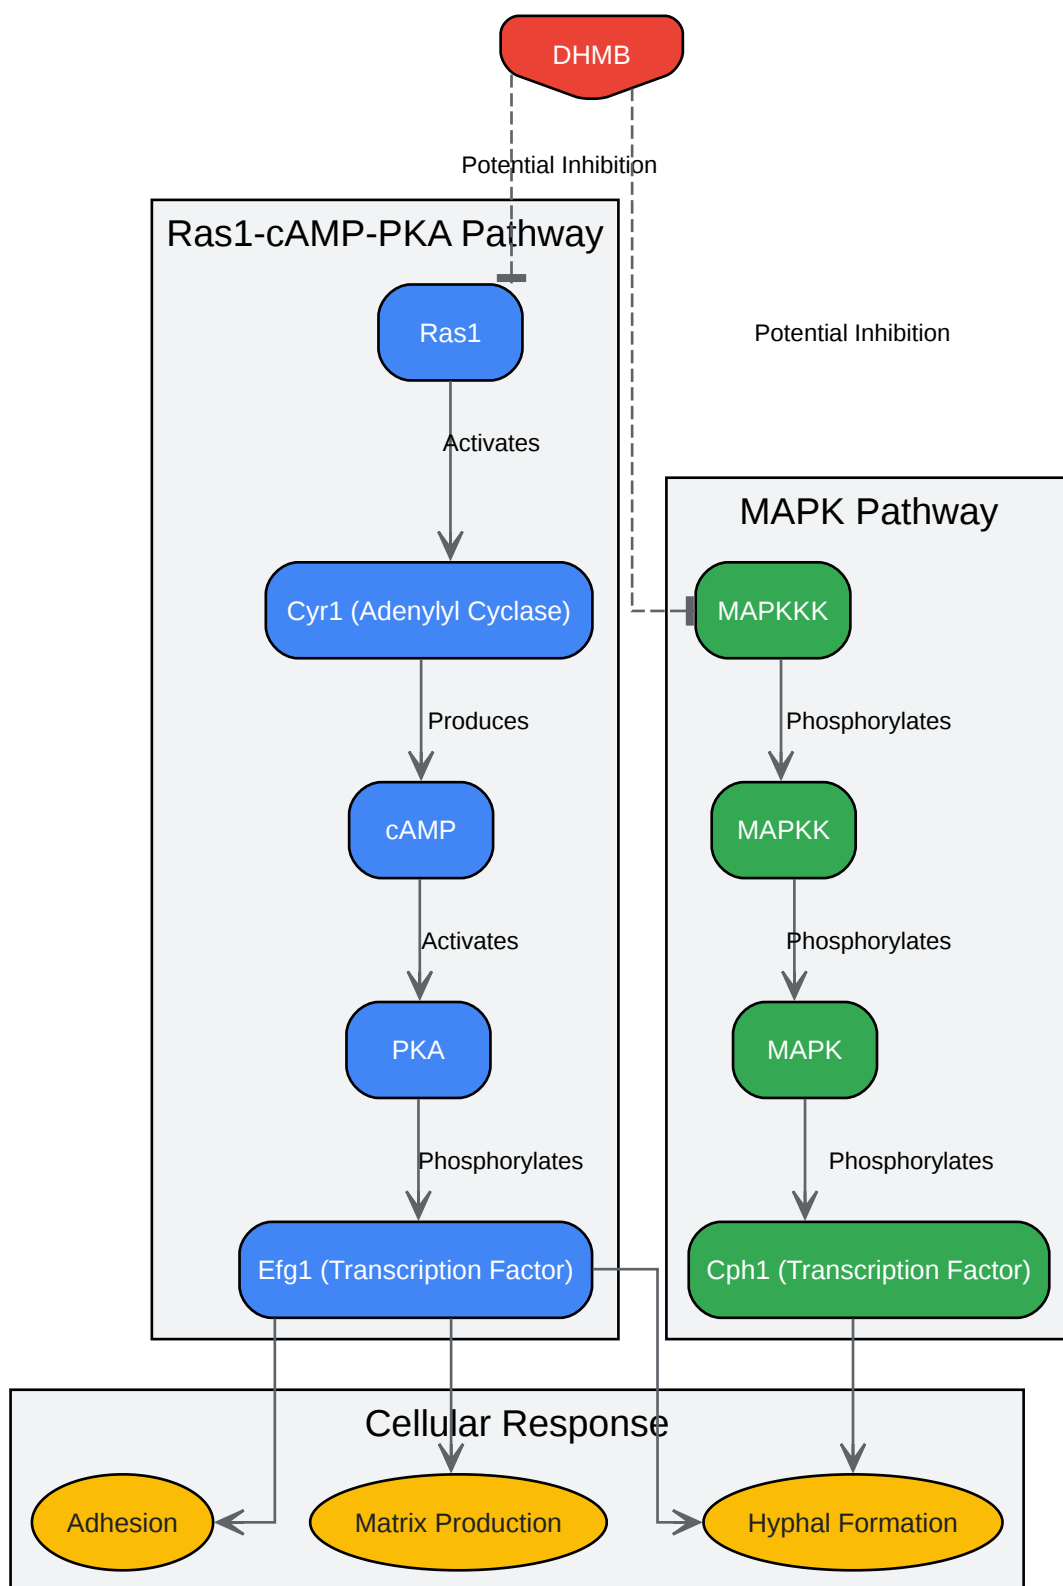 DHMB
Potential Inhibition
Ras1-cAMP-PKA Pathway
Ras1
Potential Inhibition
Activates
MAPK Pathway
Cyr1 (Adenylyl Cyclase)
MAPKKK
Produces
Phosphorylates
cAMP
MAPKK
Activates
Phosphorylates
PKA
MAPK
Phosphorylates
Phosphorylates
Efg1 (Transcription Factor)
Cph1 (Transcription Factor)
Cellular Response
Adhesion
Matrix Production
Hyphal Formation